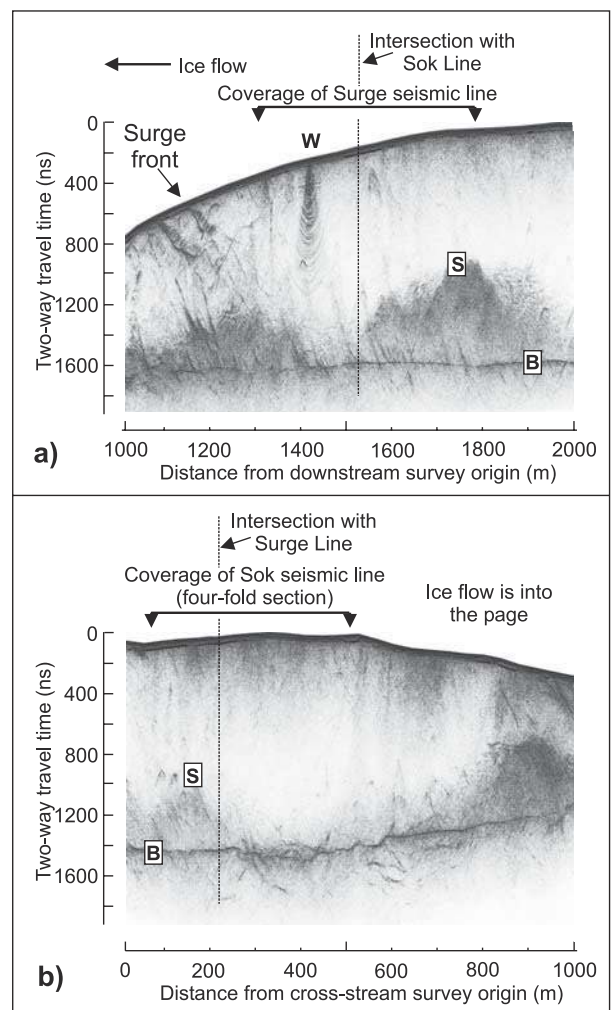 Intersection with
Sok Line
Ice flow
Coverage of Surge seismic line
Surge
front
W
S
B
0
400
800
1200
1600
Two-way travel time (ns)
1000 1200 1400 1600 1800 2000
a)
Distance from downstream survey origin (m)
Intersection with
Surge Line
Coverage of Sok seismic line
(four-fold section)
Ice flow is into
the page
S
B
0
400
800
1200
1600
Two-way travel time (ns)
0 200 400 600 800 1000
b)
Distance from cross-stream survey origin (m)